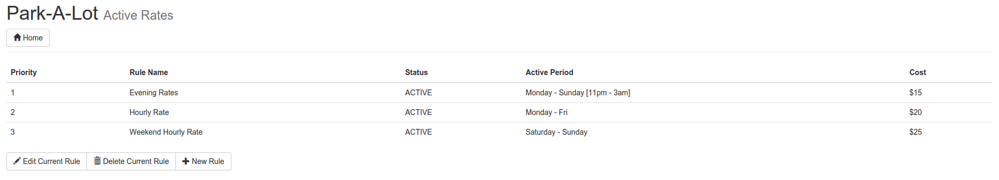 Park-A-Lot Active Rates
Home
Priority Rule Name Status Active Period Cost
1 Evening Rates ACTIVE Monday - Sunday [11pm - 3am] $15
2 Hourly Rate ACTIVE Monday - Fri $20
3 Weekend Hourly Rate ACTIVE Saturday - Sunday $25
Edit Current Rule Delete Current Rule New Rule